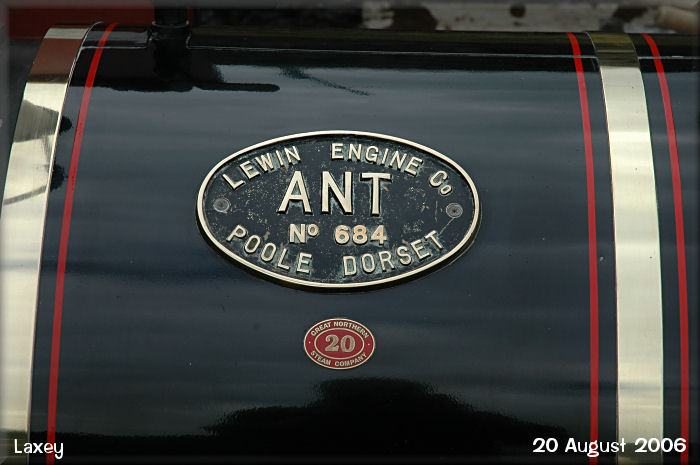 LEWIN ENGINE Co
ANT
No 684
POOLE DORSET
GREAT NORTHERN
20
STEAM COMPANY
Laxey
20 August 2006